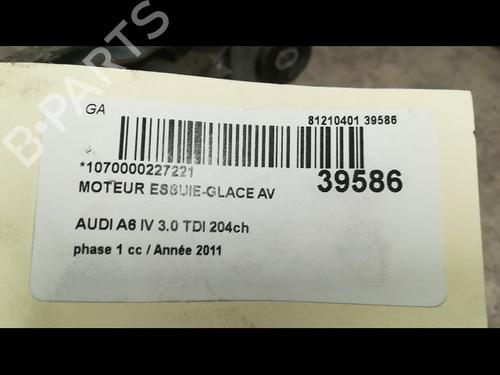 GA
81210401 39586
*1070000227221
MOTEUR ESSUIE-GLACE AV
39586
AUDI A6 IV 3.0 TDI 204ch
phase 1 cc / Année 2011
B-PARTS